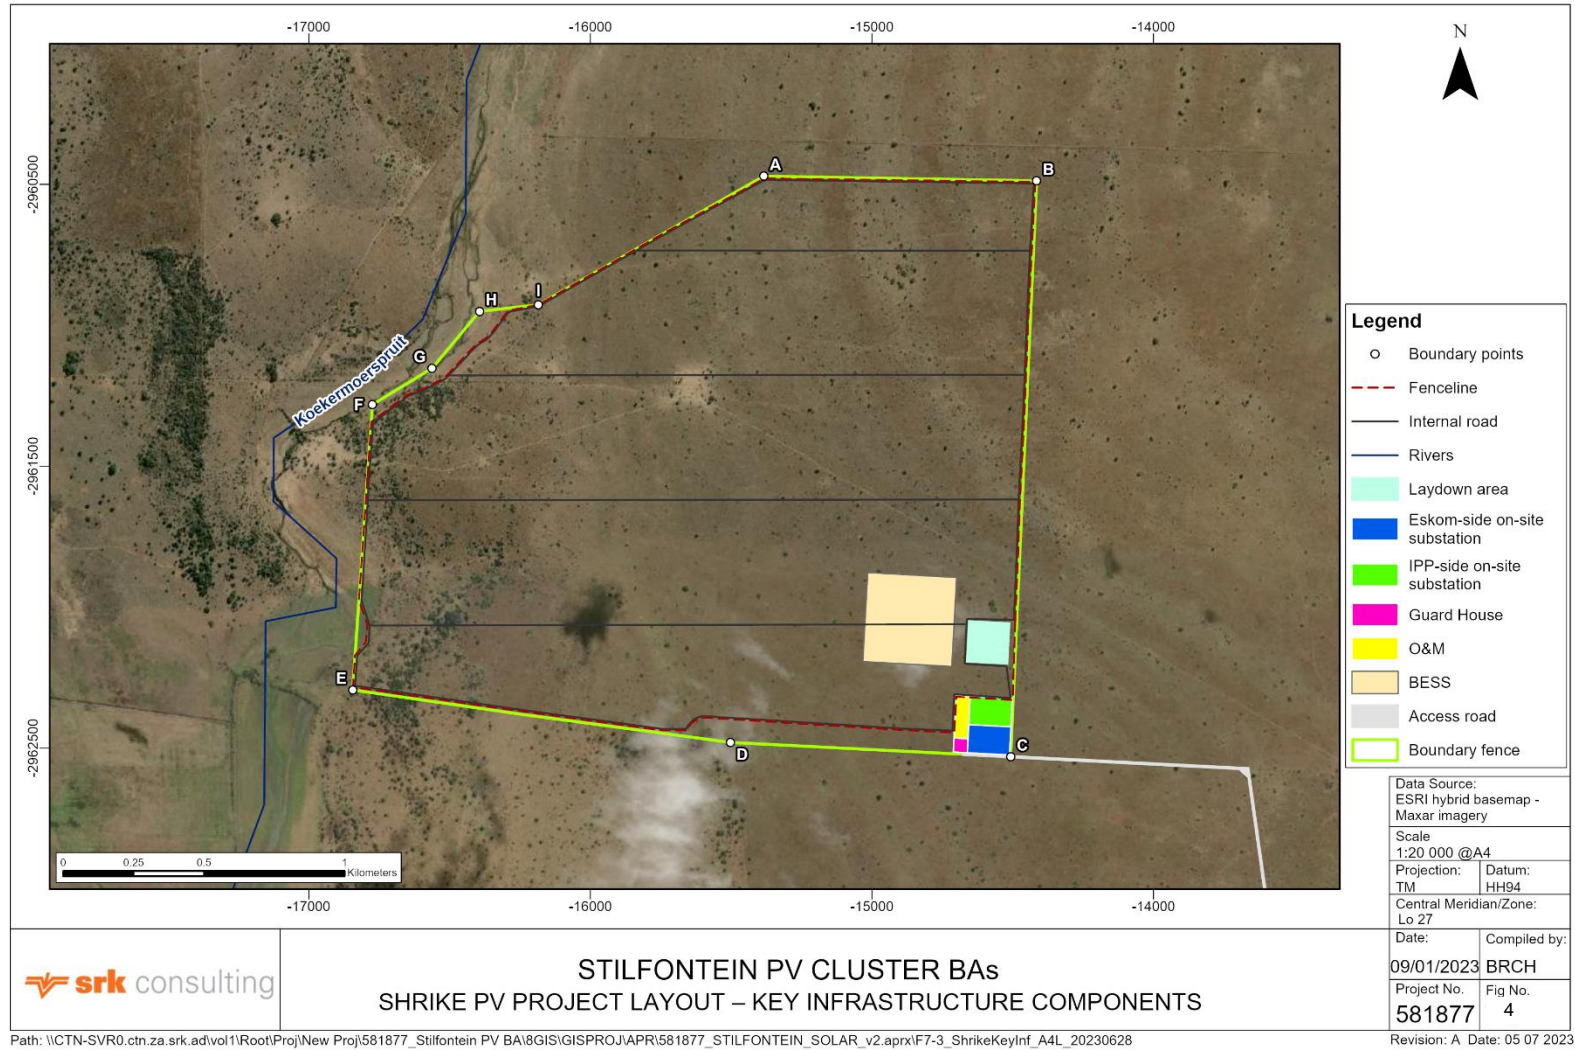 -17000
-16000
-15000
-14000
N
-2960500
-2961500
-2962500
A
B
H
I
G
F
Koekermoerspruit
E
D
C
0
0.25
0.5
1
Kilometers
-17000
-16000
-15000
-14000
Legend
Boundary points
Fenceline
Internal road
Rivers
Laydown area
Eskom-side on-site
substation
IPP-side on-site
substation
Guard House
O&M
BESS
Access road
Boundary fence
Data Source:
ESRI hybrid basemap -
Maxar imagery
Scale
1:20 000 @A4
Projection:
TM
Datum:
HH94
Central Meridian/Zone:
Lo 27
Date:
09/01/2023
Compiled by:
BRCH
Project No.
581877
Fig No.
4
srk consulting
STILFONTEIN PV CLUSTER BAs
SHRIKE PV PROJECT LAYOUT – KEY INFRASTRUCTURE COMPONENTS
Path: \\CTN-SVR0.ctn.za.srk.ad\vol1\Root\Proj\New Proj\581877_Stilfontein PV BA\8GIS\GISPROJ\APR\581877_STILFONTEIN_SOLAR_v2.aprx\F7-3_ShrikeKeyInf_A4L_20230628
Revision: A Date: 05 07 2023